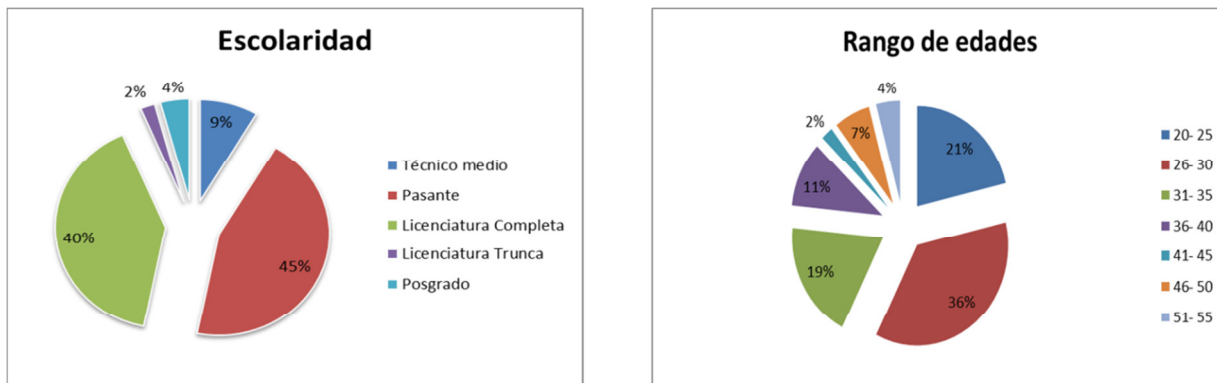 Escolaridad
2%
4%
9%
40%
45%
Técnico medio
Pasante
Licenciatura Completa
Licenciatura Trunca
Posgrado
Rango de edades
4%
2%
7%
21%
11%
19%
36%
20- 25
26- 30
31- 35
36- 40
41- 45
46- 50
51- 55